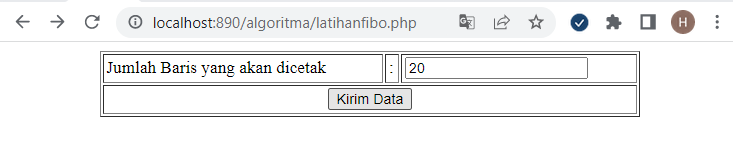 localhost:890/algoritma/latihanfibo.php
H
Jumlah Baris yang akan dicetak : 20
Kirim Data